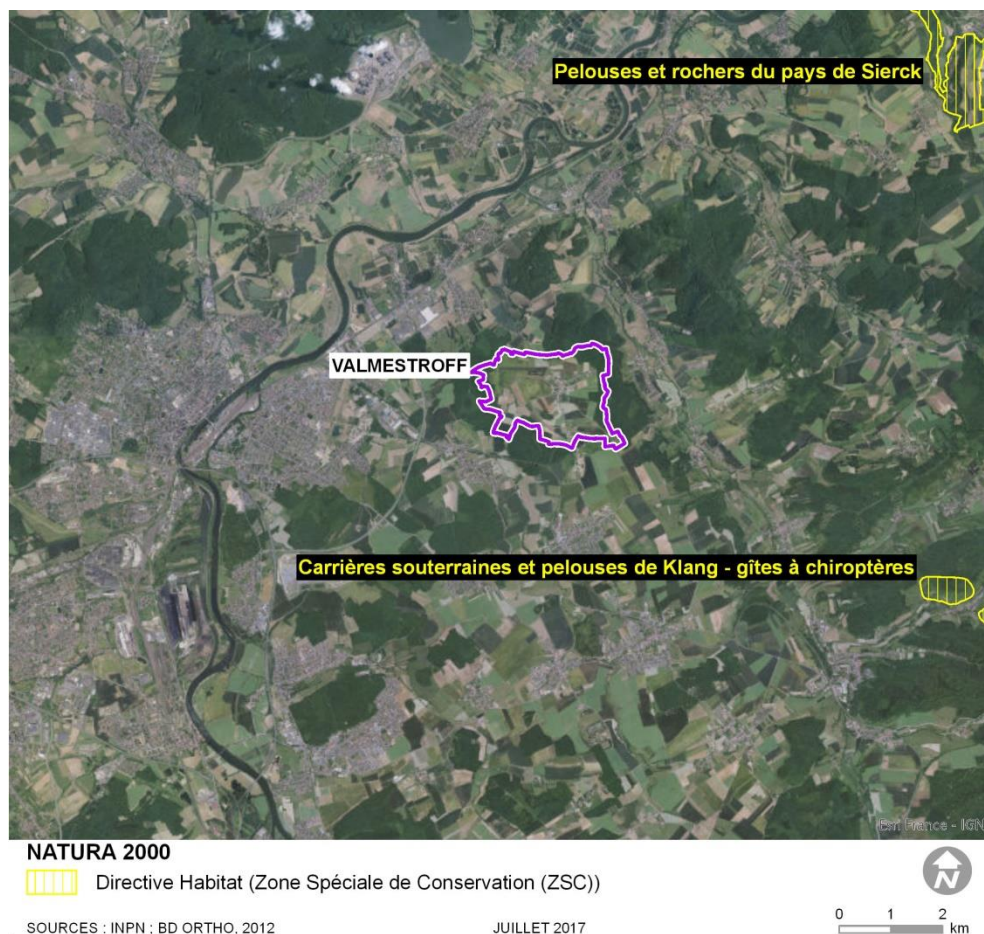 Pelouses et rochers du pays de Sierck
VALMESTROFF
Carrières souterraines et pelouses de Klang - gîtes à chiroptères
Esri France - IGN
NATURA 2000
Directive Habitat (Zone Spéciale de Conservation (ZSC))
N
SOURCES : INPN ; BD ORTHO, 2012
JUILLET 2017
0 1 2
km